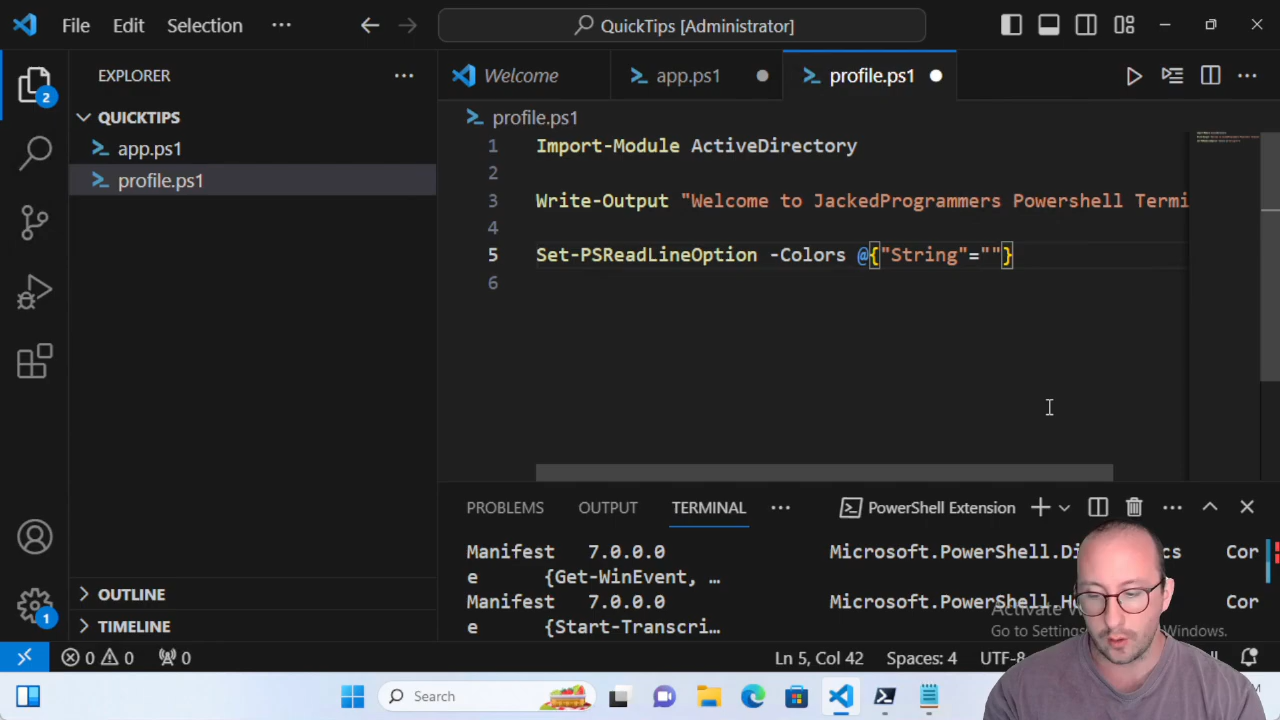 File Edit Selection ··· QuickTips [Administrator]
EXPLORER ···
QUICKTIPS
app.ps1
profile.ps1
OUTLINE
TIMELINE
2
1
Welcome app.ps1 profile.ps1 ···
profile.ps1
1 Import-Module ActiveDirectory
2
3 Write-Output "Welcome to JackedProgrammers Powershell Termi
4
5 Set-PSReadLineOption -Colors @{"String"=""}
6
PROBLEMS OUTPUT TERMINAL ··· PowerShell Extension ···
Manifest 7.0.0.0 Microsoft.PowerShell.Di cs Cor
e {Get-WinEvent, …
Manifest 7.0.0.0 Microsoft.PowerShell.Ho Cor
e {Start-Transcri…
Activate W
Go to Settings Windows.
0 0 0 Ln 5, Col 42 Spaces: 4 UTF-8
Search